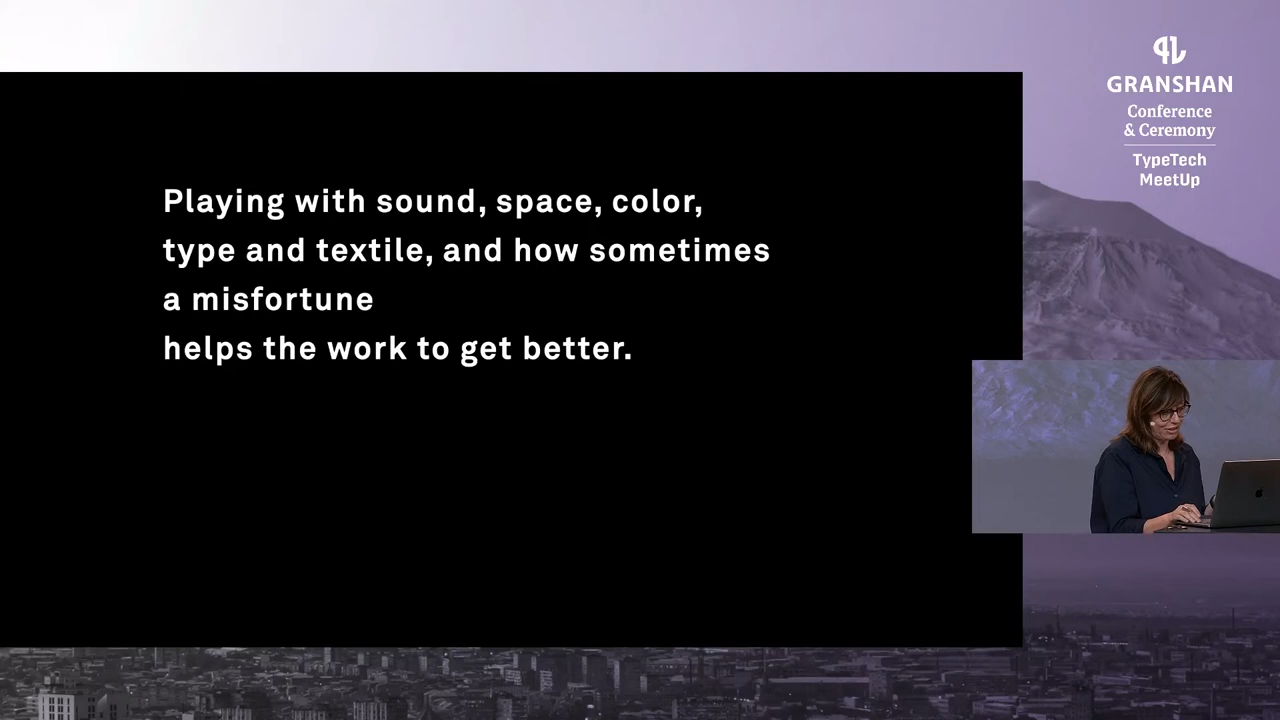 Playing with sound, space, color,
type and textile, and how sometimes
a misfortune
helps the work to get better.
GRANSHAN
Conference
& Ceremony
TypeTech
MeetUp